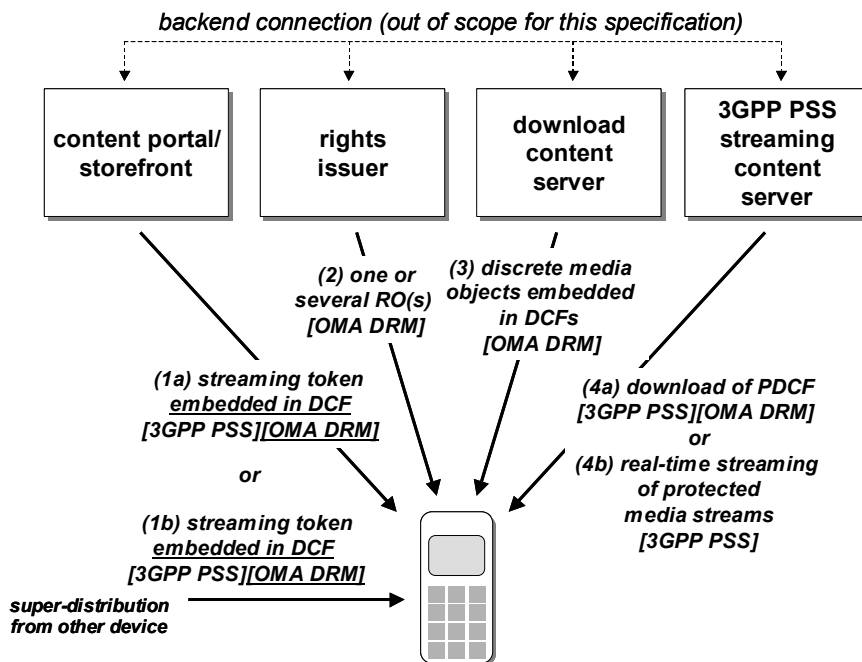 backend connection (out of scope for this specification)
content portal/
storefront
rights
issuer
download
content
server
3GPP PSS
streaming
content
server
(2) one or
several RO(s)
[OMA DRM]
(3) discrete media
objects embedded
in DCFs
[OMA DRM]
(1a) streaming token
embedded in DCF
[3GPP PSS][OMA DRM]
or
(1b) streaming token
embedded in DCF
[3GPP PSS][OMA DRM]
(4a) download of PDCF
[3GPP PSS][OMA DRM]
or
(4b) real-time streaming
of protected
media streams
[3GPP PSS]
super-distribution
from other device